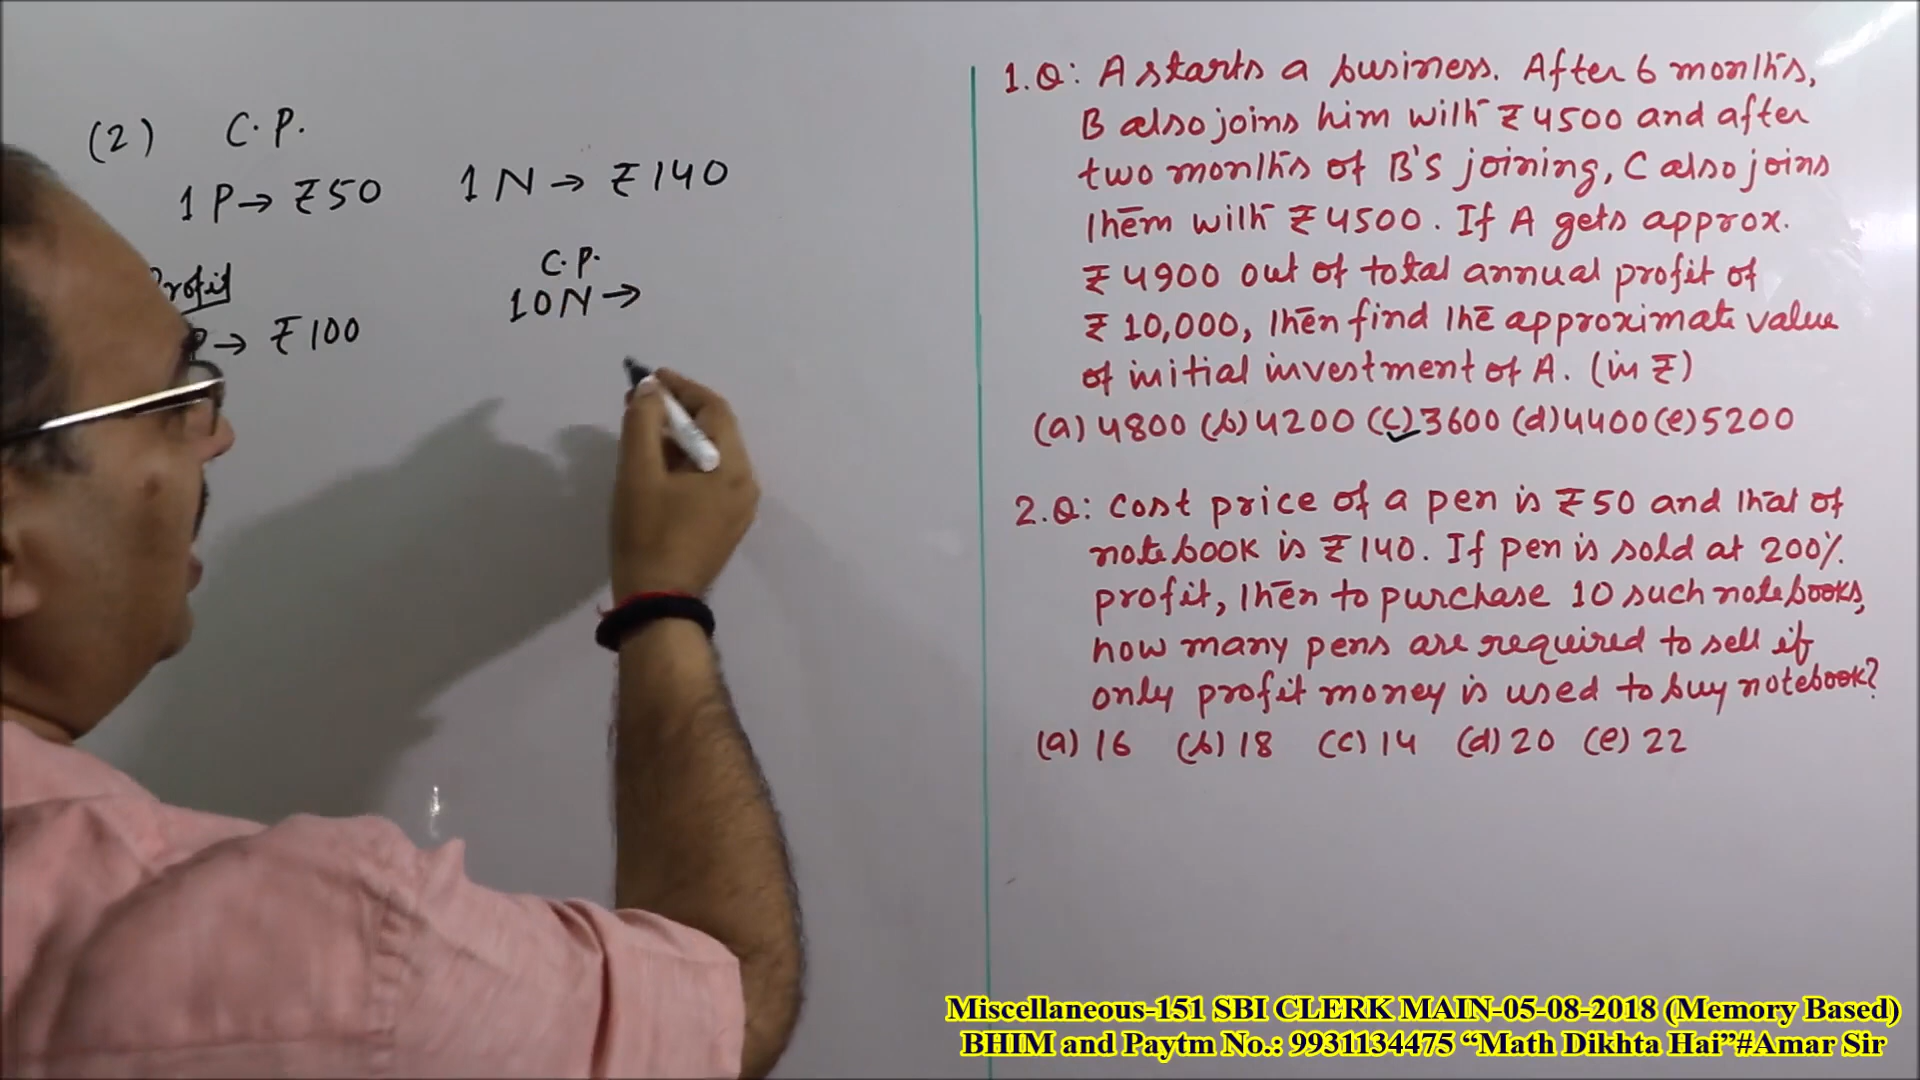 (2) C.P.
1 P→ ₹50 1 N→ ₹140
Profit
P→ ₹100
C.P.
10N→
1.Q: A starts a business. After 6 months,
B also joins him with ₹4500 and after
two months of B'S joining, C also joins
them with ₹4500. If A gets approx.
₹4900 out of total annual profit of
₹10,000, then find the approximate value
of initial investment of A. (in ₹)
(a) 4800 (b) 4200 (c) 3600 (d) 4400 (e) 5200
2.Q: Cost price of a pen is ₹50 and that of
notebook is ₹140. If pen is sold at 200%
profit, then to purchase 10 such notebooks,
how many pens are required to sell if
only profit money is used to buy notebook?
(a) 16 (b) 18 (c) 14 (d) 20 (e) 22
Miscellaneous-151 SBI CLERK MAIN-05-08-2018 (Memory Based)
BHIM and Paytm No.: 9931134475 “Math Dikhta Hai”#Amar Sir